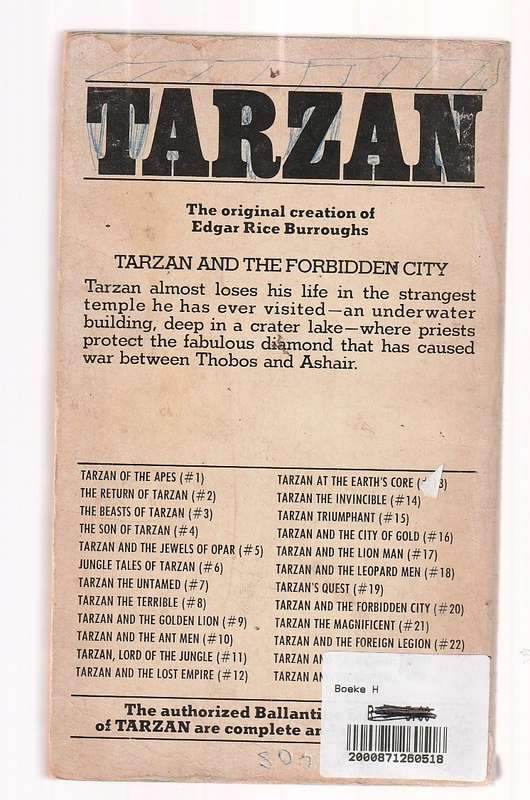 TARZAN
The original creation of
Edgar Rice Burroughs
TARZAN AND THE FORBIDDEN CITY
Tarzan almost loses his life in the strangest
temple he has ever visited—an underwater
building, deep in a crater lake—where priests
protect the fabulous diamond that has caused
war between Thobos and Ashair.
TARZAN OF THE APES (#1)
THE RETURN OF TARZAN (#2)
THE BEASTS OF TARZAN (#3)
THE SON OF TARZAN (#4)
TARZAN AND THE JEWELS OF OPAR (#5)
JUNGLE TALES OF TARZAN (#6)
TARZAN THE UNTAMED (#7)
TARZAN THE TERRIBLE (#8)
TARZAN AND THE GOLDEN LION (#9)
TARZAN AND THE ANT MEN (#10)
TARZAN, LORD OF THE JUNGLE (#11)
TARZAN AND THE LOST EMPIRE (#12)
TARZAN AT THE EARTH'S CORE
TARZAN THE INVINCIBLE (#14)
TARZAN TRIUMPHANT (#15)
TARZAN AND THE CITY OF GOLD (#16)
TARZAN AND THE LION MAN (#17)
TARZAN AND THE LEOPARD MEN (#18)
TARZAN'S QUEST (#19)
TARZAN AND THE FORBIDDEN CITY (#20)
TARZAN THE MAGNIFICENT (#21)
TARZAN AND THE FOREIGN LEGION (#22)
TARZAN
TARZAN
The authorized
of TARZAN are complete
Boeke H
2000871260518